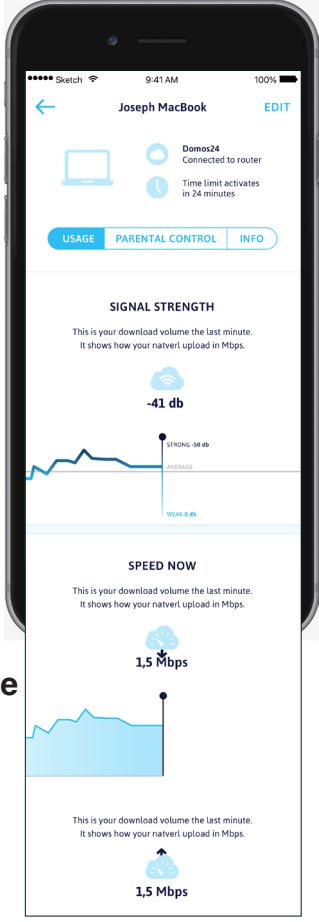 Sketch
9:41 AM
100%
Joseph MacBook
EDIT
Domos24
Connected to router
Time limit activates
in 24 minutes
USAGE
PARENTAL CONTROL
INFO
SIGNAL STRENGTH
This is your download volume the last minute.
It shows how your natverl upload in Mbps.
-41 db
STRONG -50 db
AVERAGE
WEAK 0 db
SPEED NOW
This is your download volume the last minute.
It shows how your natverl upload in Mbps.
1,5 Mbps
e
This is your download volume the last minute.
It shows how your natverl upload in Mbps.
1,5 Mbps